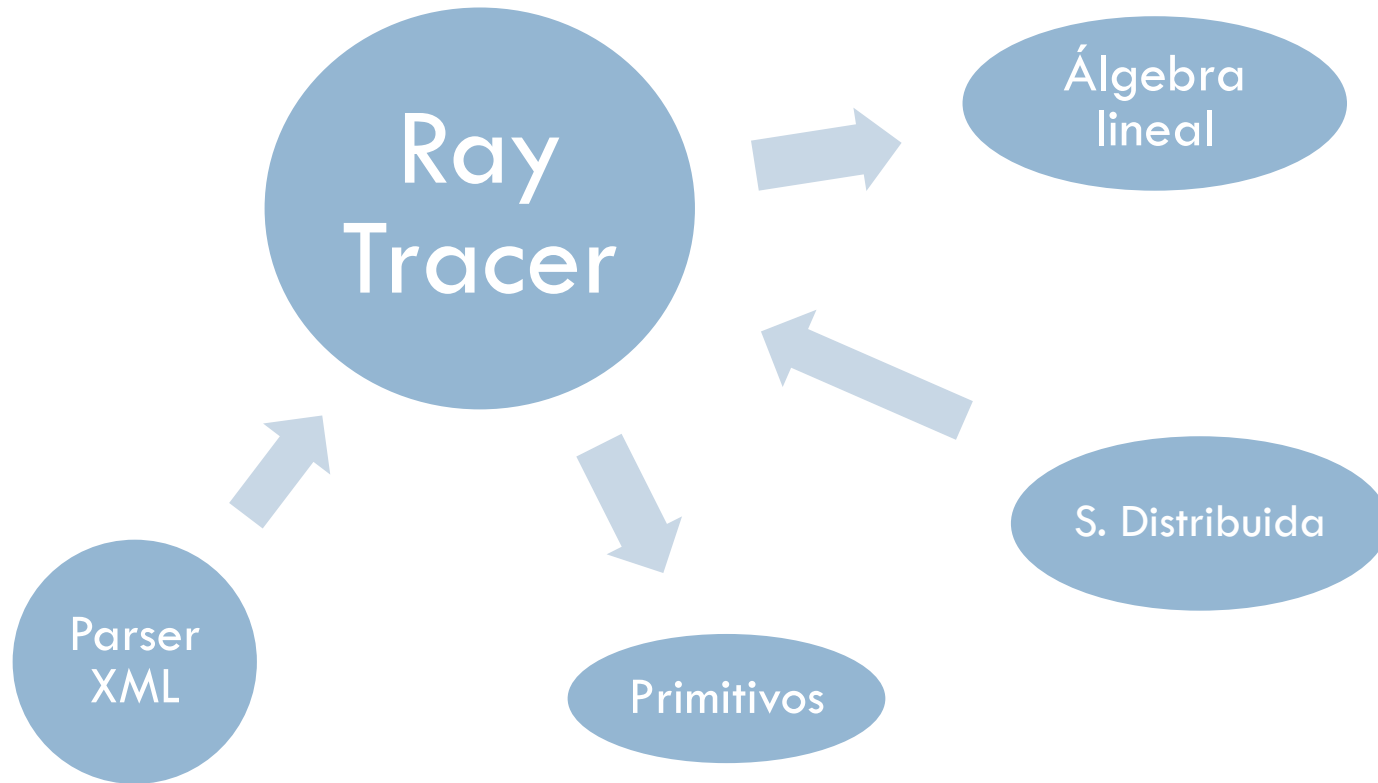 Ray
Tracer
Álgebra
lineal
S. Distribuida
Parser
XML
Primitivos